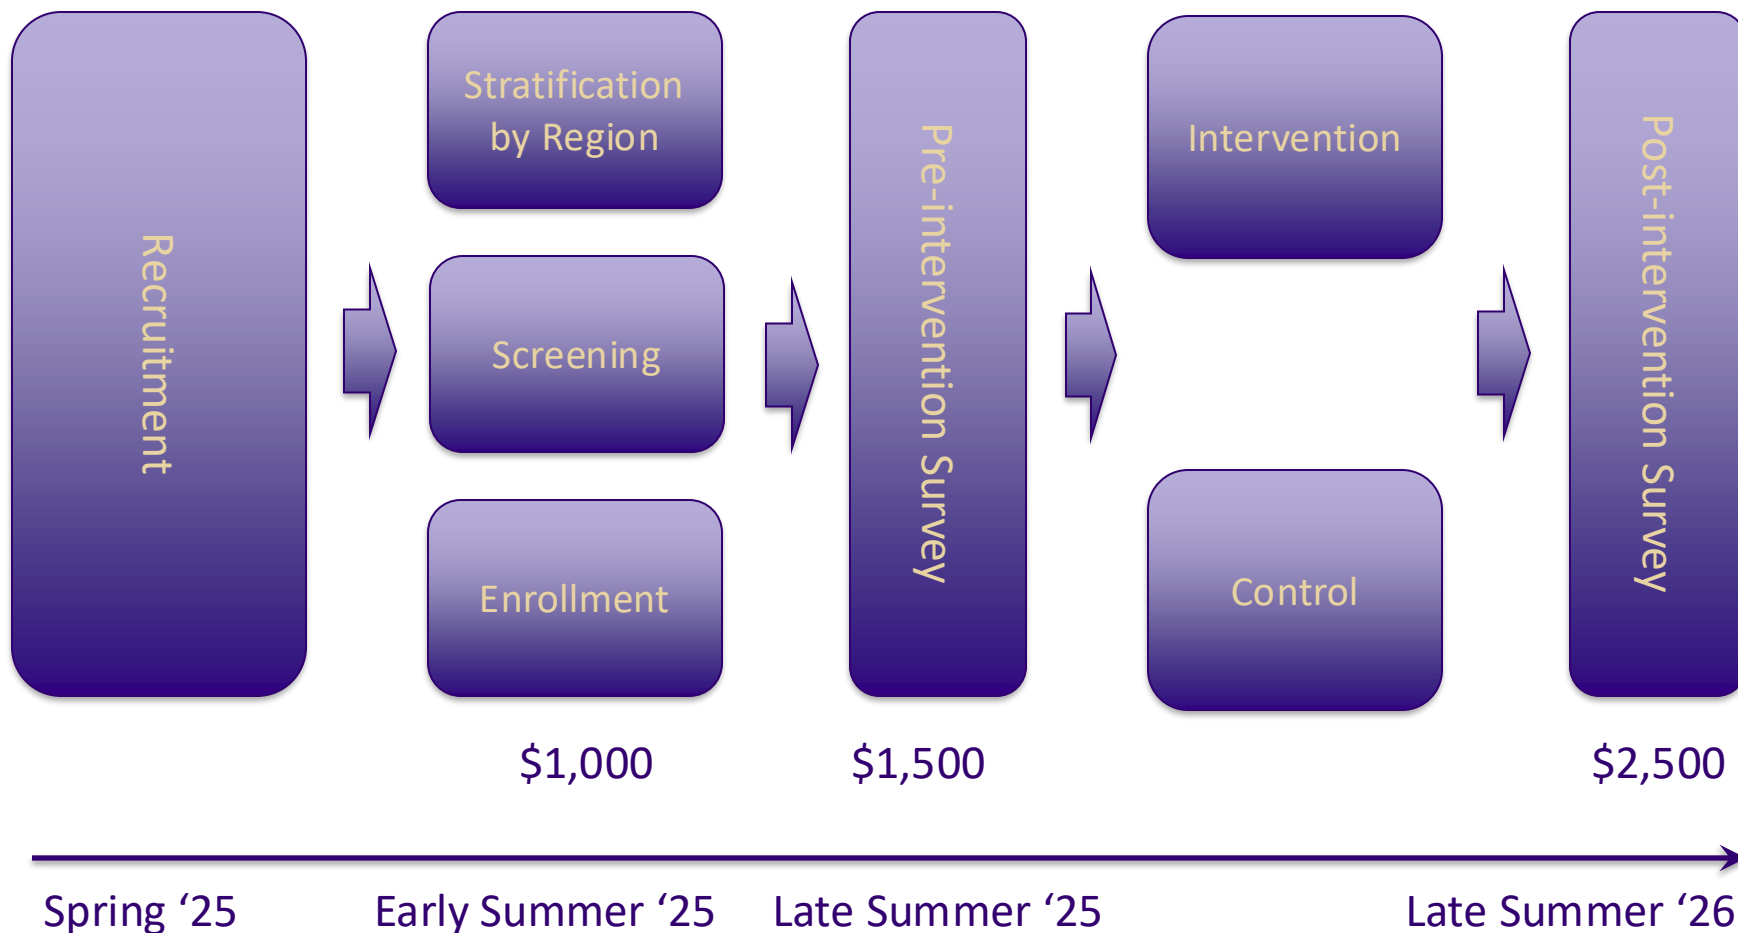 Recruitment
Stratification
by Region
Screening
Enrollment
Pre-intervention Survey
Intervention
Control
Post-intervention Survey
$1,000
$1,500
$2,500
Spring ‘25
Early Summer ‘25
Late Summer ‘25
Late Summer ‘26